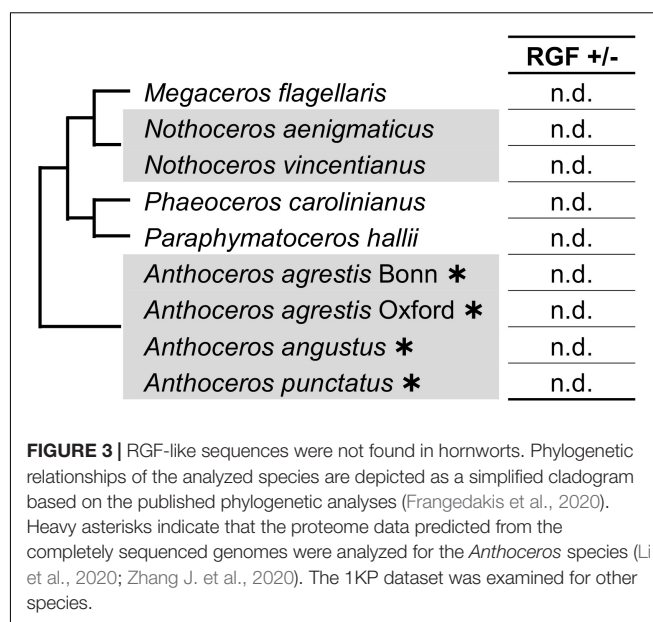 RGF +/-
Megaceros flagellaris n.d.
Nothoceros aenigmaticus n.d.
Nothoceros vincentianus n.d.
Phaeoceros carolinianus n.d.
Paraphymatoceros hallii n.d.
Anthoceros agrestis Bonn * n.d.
Anthoceros agrestis Oxford * n.d.
Anthoceros angustus * n.d.
Anthoceros punctatus * n.d.
FIGURE 3 | RGF-like sequences were not found in hornworts. Phylogenetic
relationships of the analyzed species are depicted as a simplified cladogram
based on the published phylogenetic analyses (Frangedakis et al., 2020).
Heavy asterisks indicate that the proteome data predicted from the
completely sequenced genomes were analyzed for the Anthoceros species (Li
et al., 2020; Zhang J. et al., 2020). The 1KP dataset was examined for other
species.